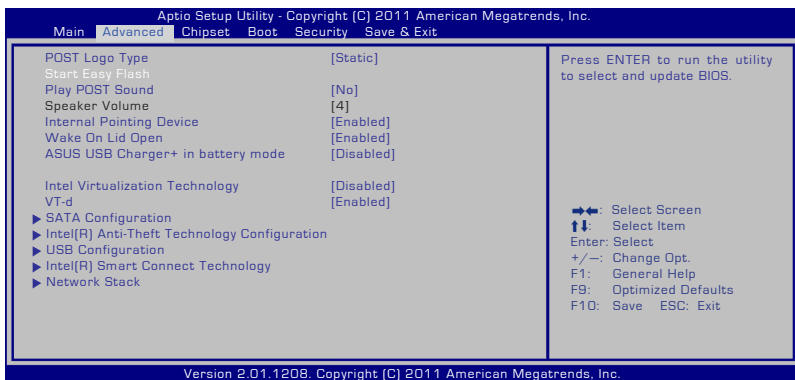 Aptio Setup Utility - Copyright (C) 2011 American Megatrends, Inc.
Main Advanced Chipset Boot Security Save & Exit
POST Logo Type [Static]
Start Easy Flash
Play POST Sound [No]
Speaker Volume [4]
Internal Pointing Device [Enabled]
Wake On Lid Open [Enabled]
ASUS USB Charger+ in battery mode [Disabled]
Intel Virtualization Technology [Disabled]
VT-d [Enabled]
SATA Configuration
Intel(R) Anti-Theft Technology Configuration
USB Configuration
Intel(R) Smart Connect Technology
Network Stack
Press ENTER to run the utility
to select and update BIOS.
→←: Select Screen
↑↓: Select Item
Enter: Select
+/—: Change Opt.
F1: General Help
F9: Optimized Defaults
F10: Save ESC: Exit
Version 2.01.1208. Copyright (C) 2011 American Megatrends, Inc.